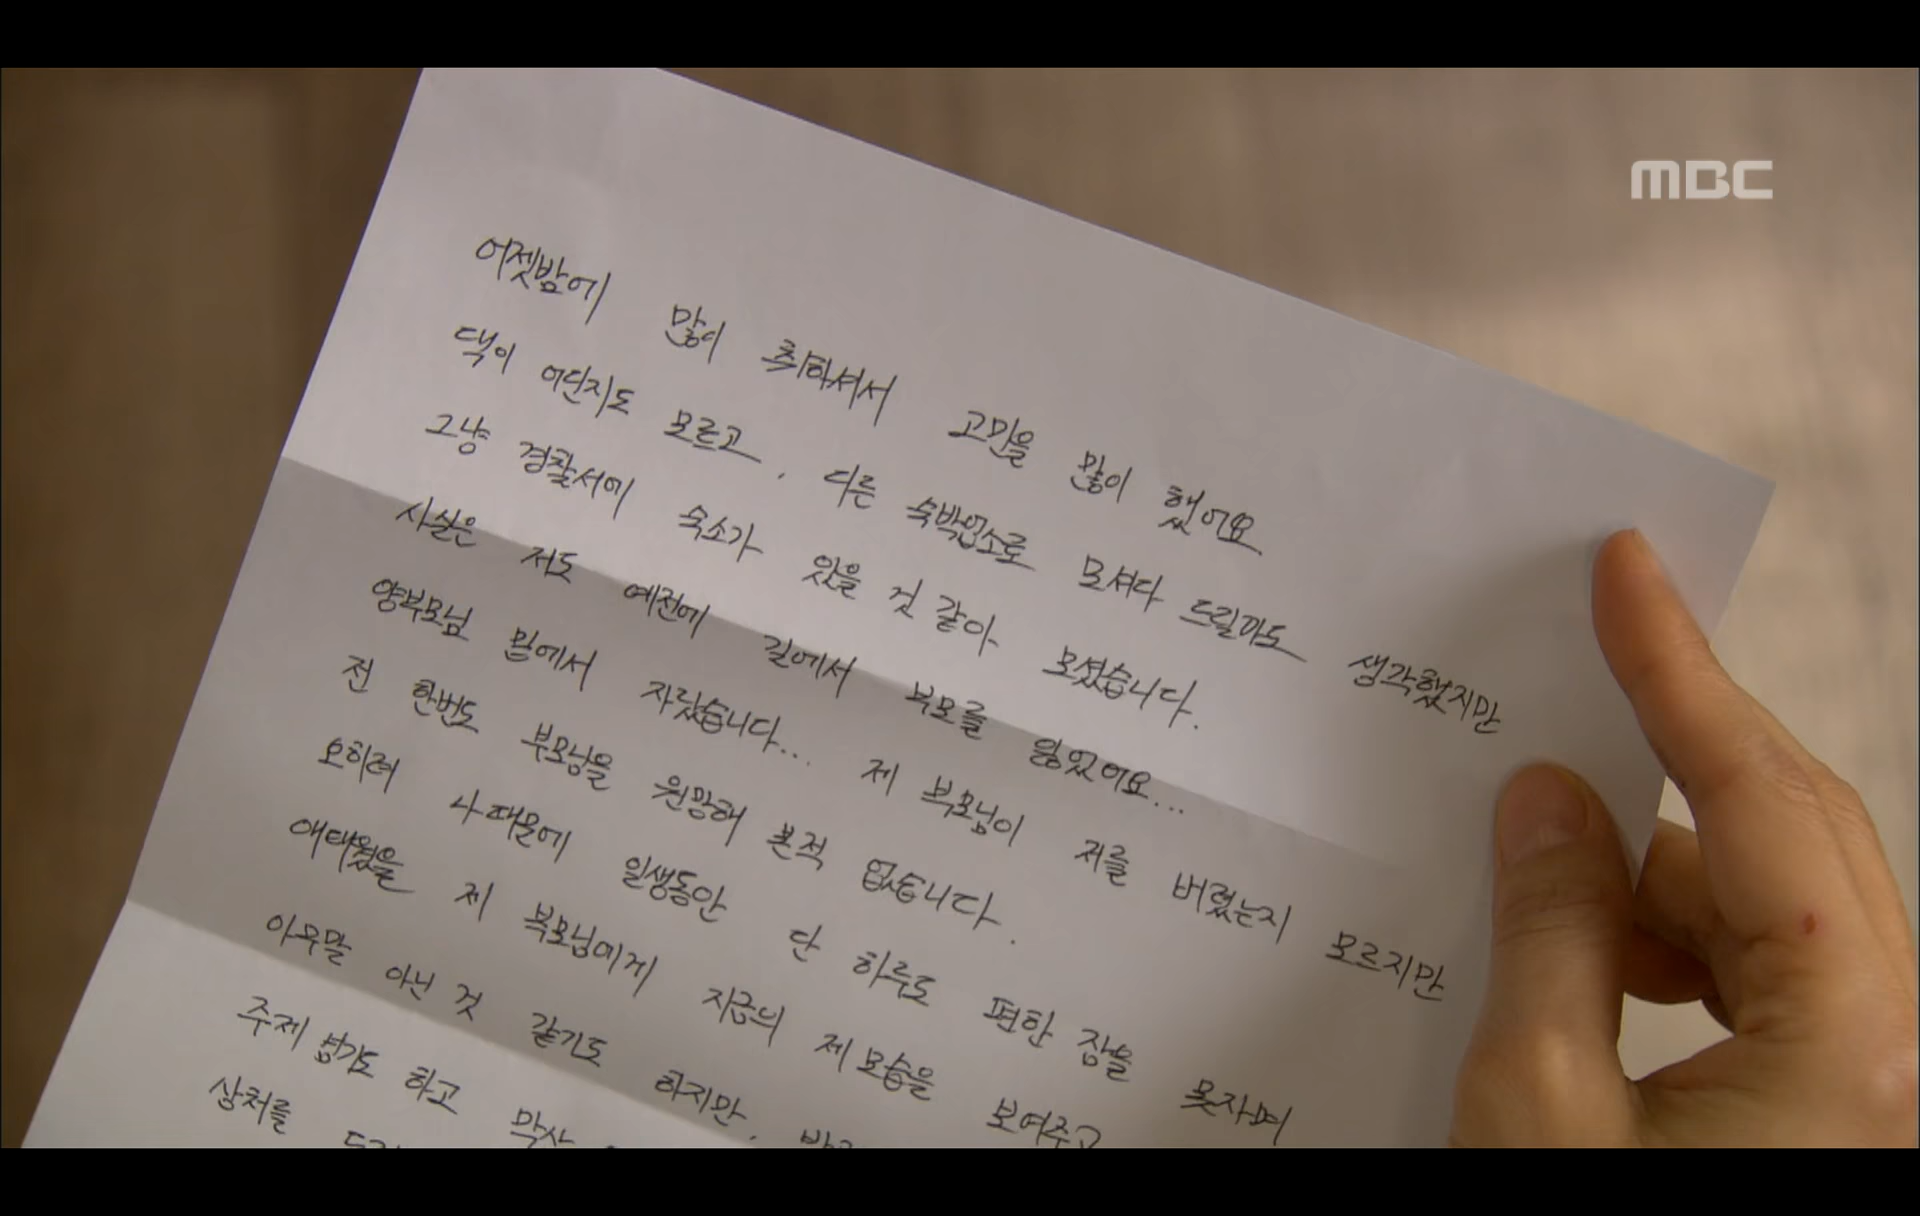 MBC
어젯밤에 많이 취하셔서 고민을 많이 했어요.
댁이 어딘지도 모르고, 다른 숙박업소로 모셔다 드릴까도 생각했지만
그냥 경찰서에 숙소가 있을 것 같아 모셨습니다.
사실은 저도 예전에 길에서 부모를 잃었어요...
양부모님 밑에서 자랐습니다... 제 부모님이 저를 버렸는지 모르지만
전 한번도 부모님을 원망해 본적 없습니다.
오히려 나 때문에 일생동안 단 하루도 편한 잠을 못자며
애태웠을 제 부모님에게 지금의 제 모습을 보여주고
아무말 아닌 것 같기도 하지만,
주제 넘기도 하고 막상
상처를